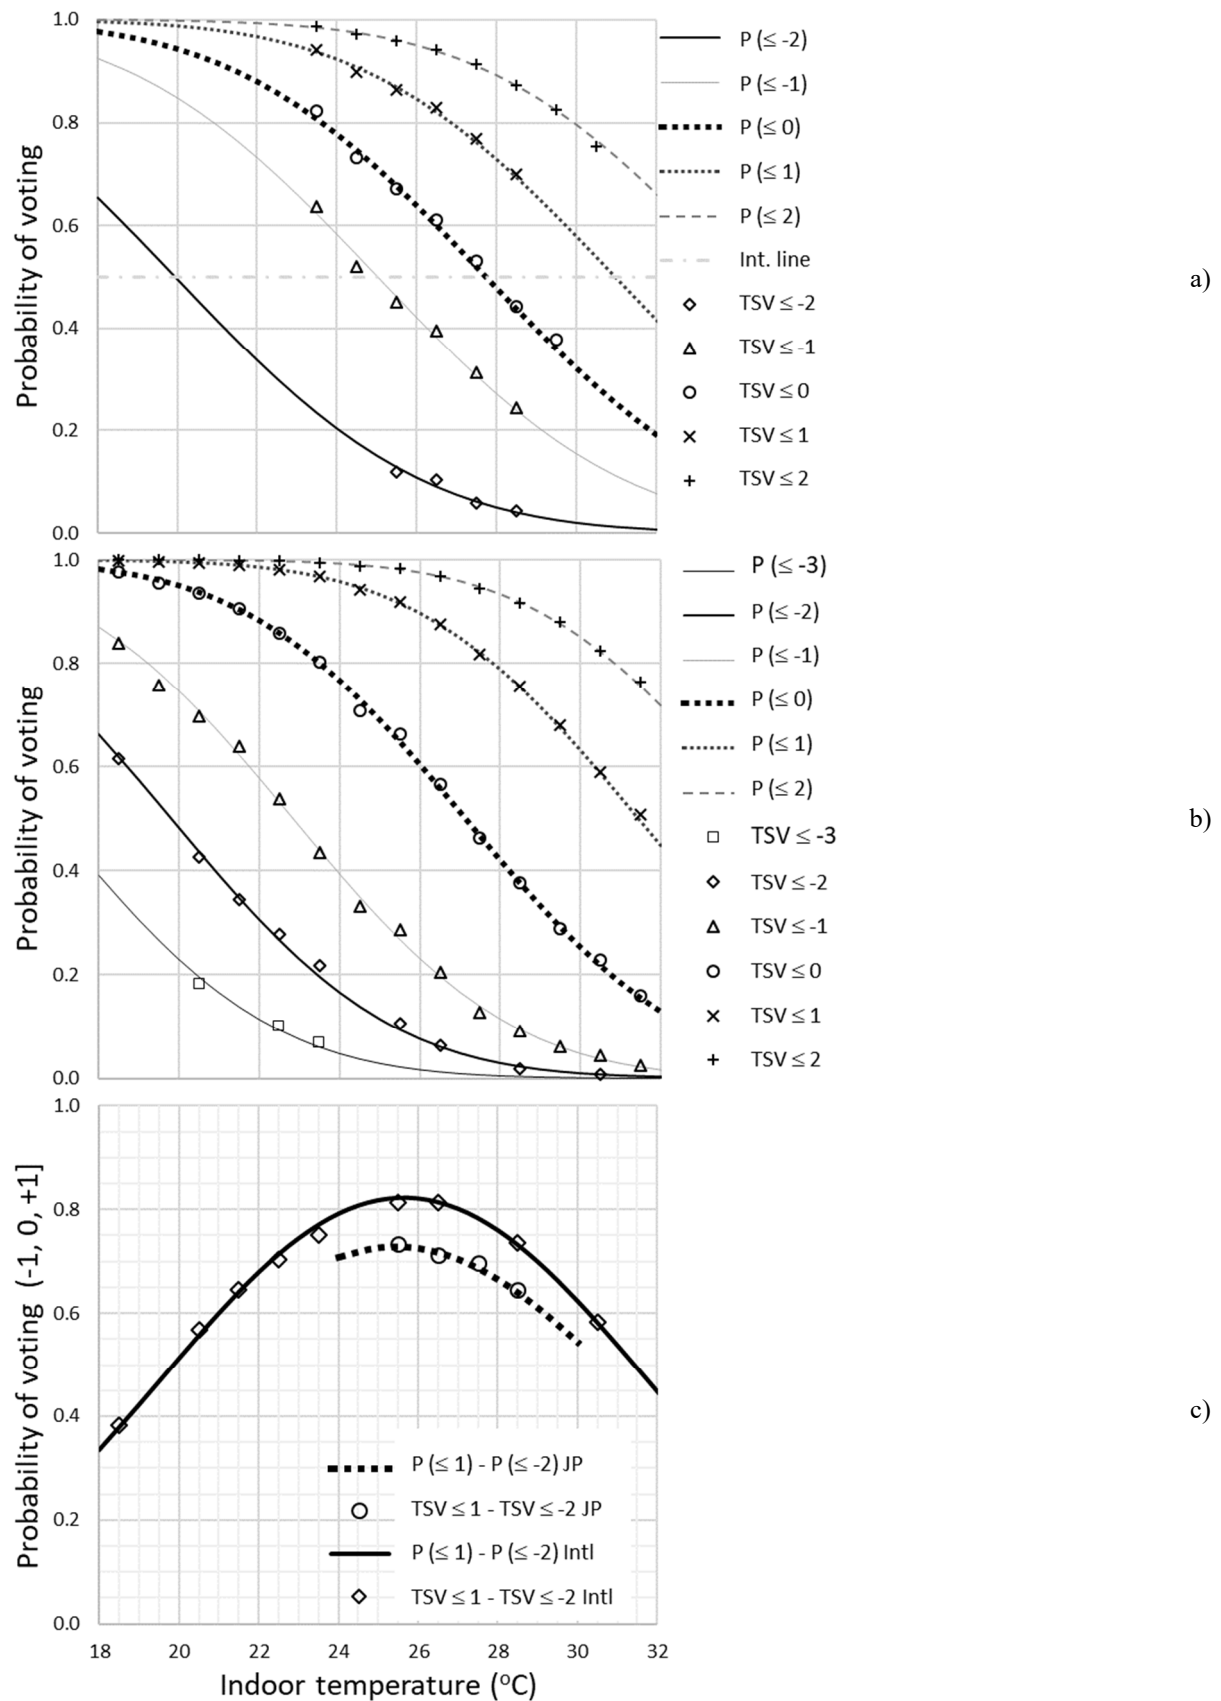 1.0
0.8
0.6
0.4
0.2
0.0
Probability of voting
P (≤ -2)
P (≤ -1)
P (≤ 0)
P (≤ 1)
P (≤ 2)
Int. line
TSV ≤ -2
TSV ≤ -1
TSV ≤ 0
TSV ≤ 1
TSV ≤ 2
a)
1.0
0.8
0.6
0.4
0.2
0.0
Probability of voting
P (≤ -3)
P (≤ -2)
P (≤ -1)
P (≤ 0)
P (≤ 1)
P (≤ 2)
TSV ≤ -3
TSV ≤ -2
TSV ≤ -1
TSV ≤ 0
TSV ≤ 1
TSV ≤ 2
b)
1.0
0.8
0.6
0.4
0.2
0.0
Probability of voting (-1, 0, +1]
P (≤ 1) - P (≤ -2) JP
TSV ≤ 1 - TSV ≤ -2 JP
P (≤ 1) - P (≤ -2) Intl
TSV ≤ 1 - TSV ≤ -2 Intl
c)
18 20 22 24 26 28 30 32
Indoor temperature (°C)